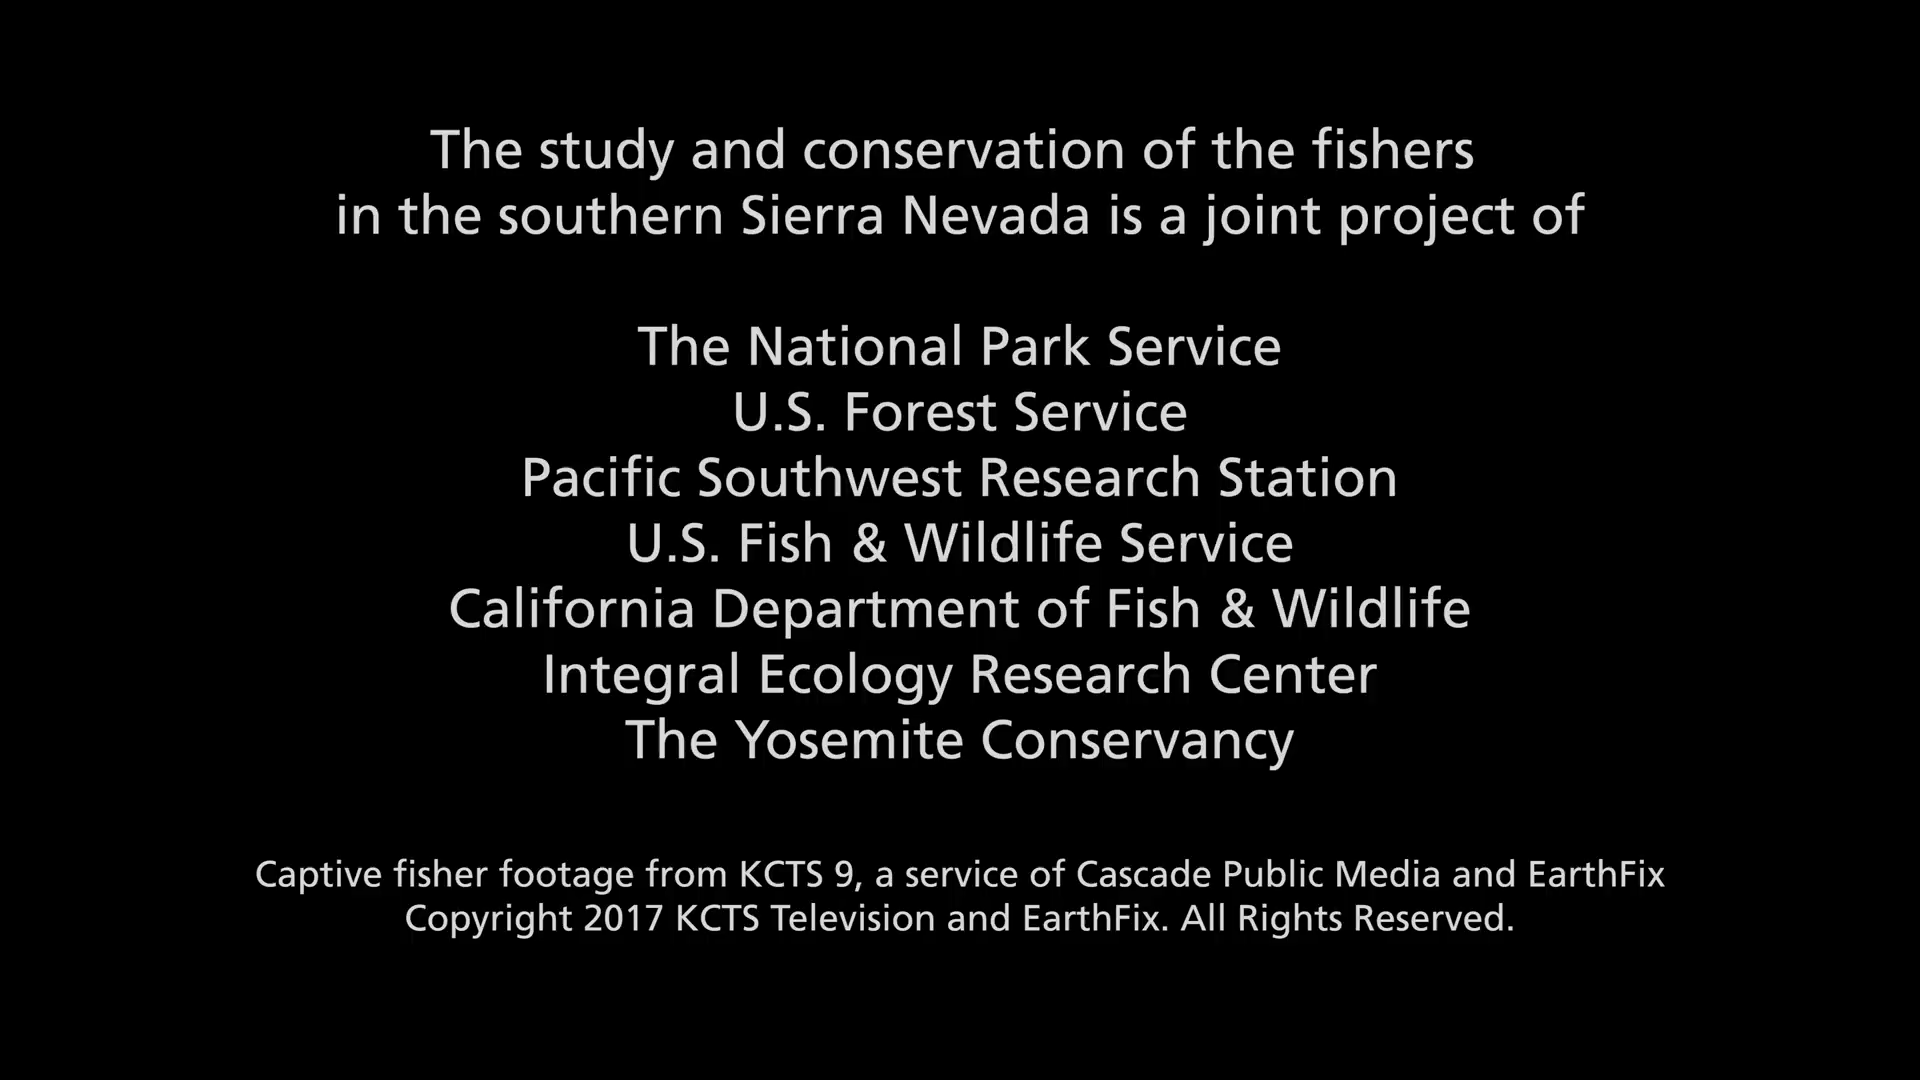 The study and conservation of the fishers
in the southern Sierra Nevada is a joint project of
The National Park Service
U.S. Forest Service
Pacific Southwest Research Station
U.S. Fish & Wildlife Service
California Department of Fish & Wildlife
Integral Ecology Research Center
The Yosemite Conservancy
Captive fisher footage from KCTS 9, a service of Cascade Public Media and EarthFix
Copyright 2017 KCTS Television and EarthFix. All Rights Reserved.